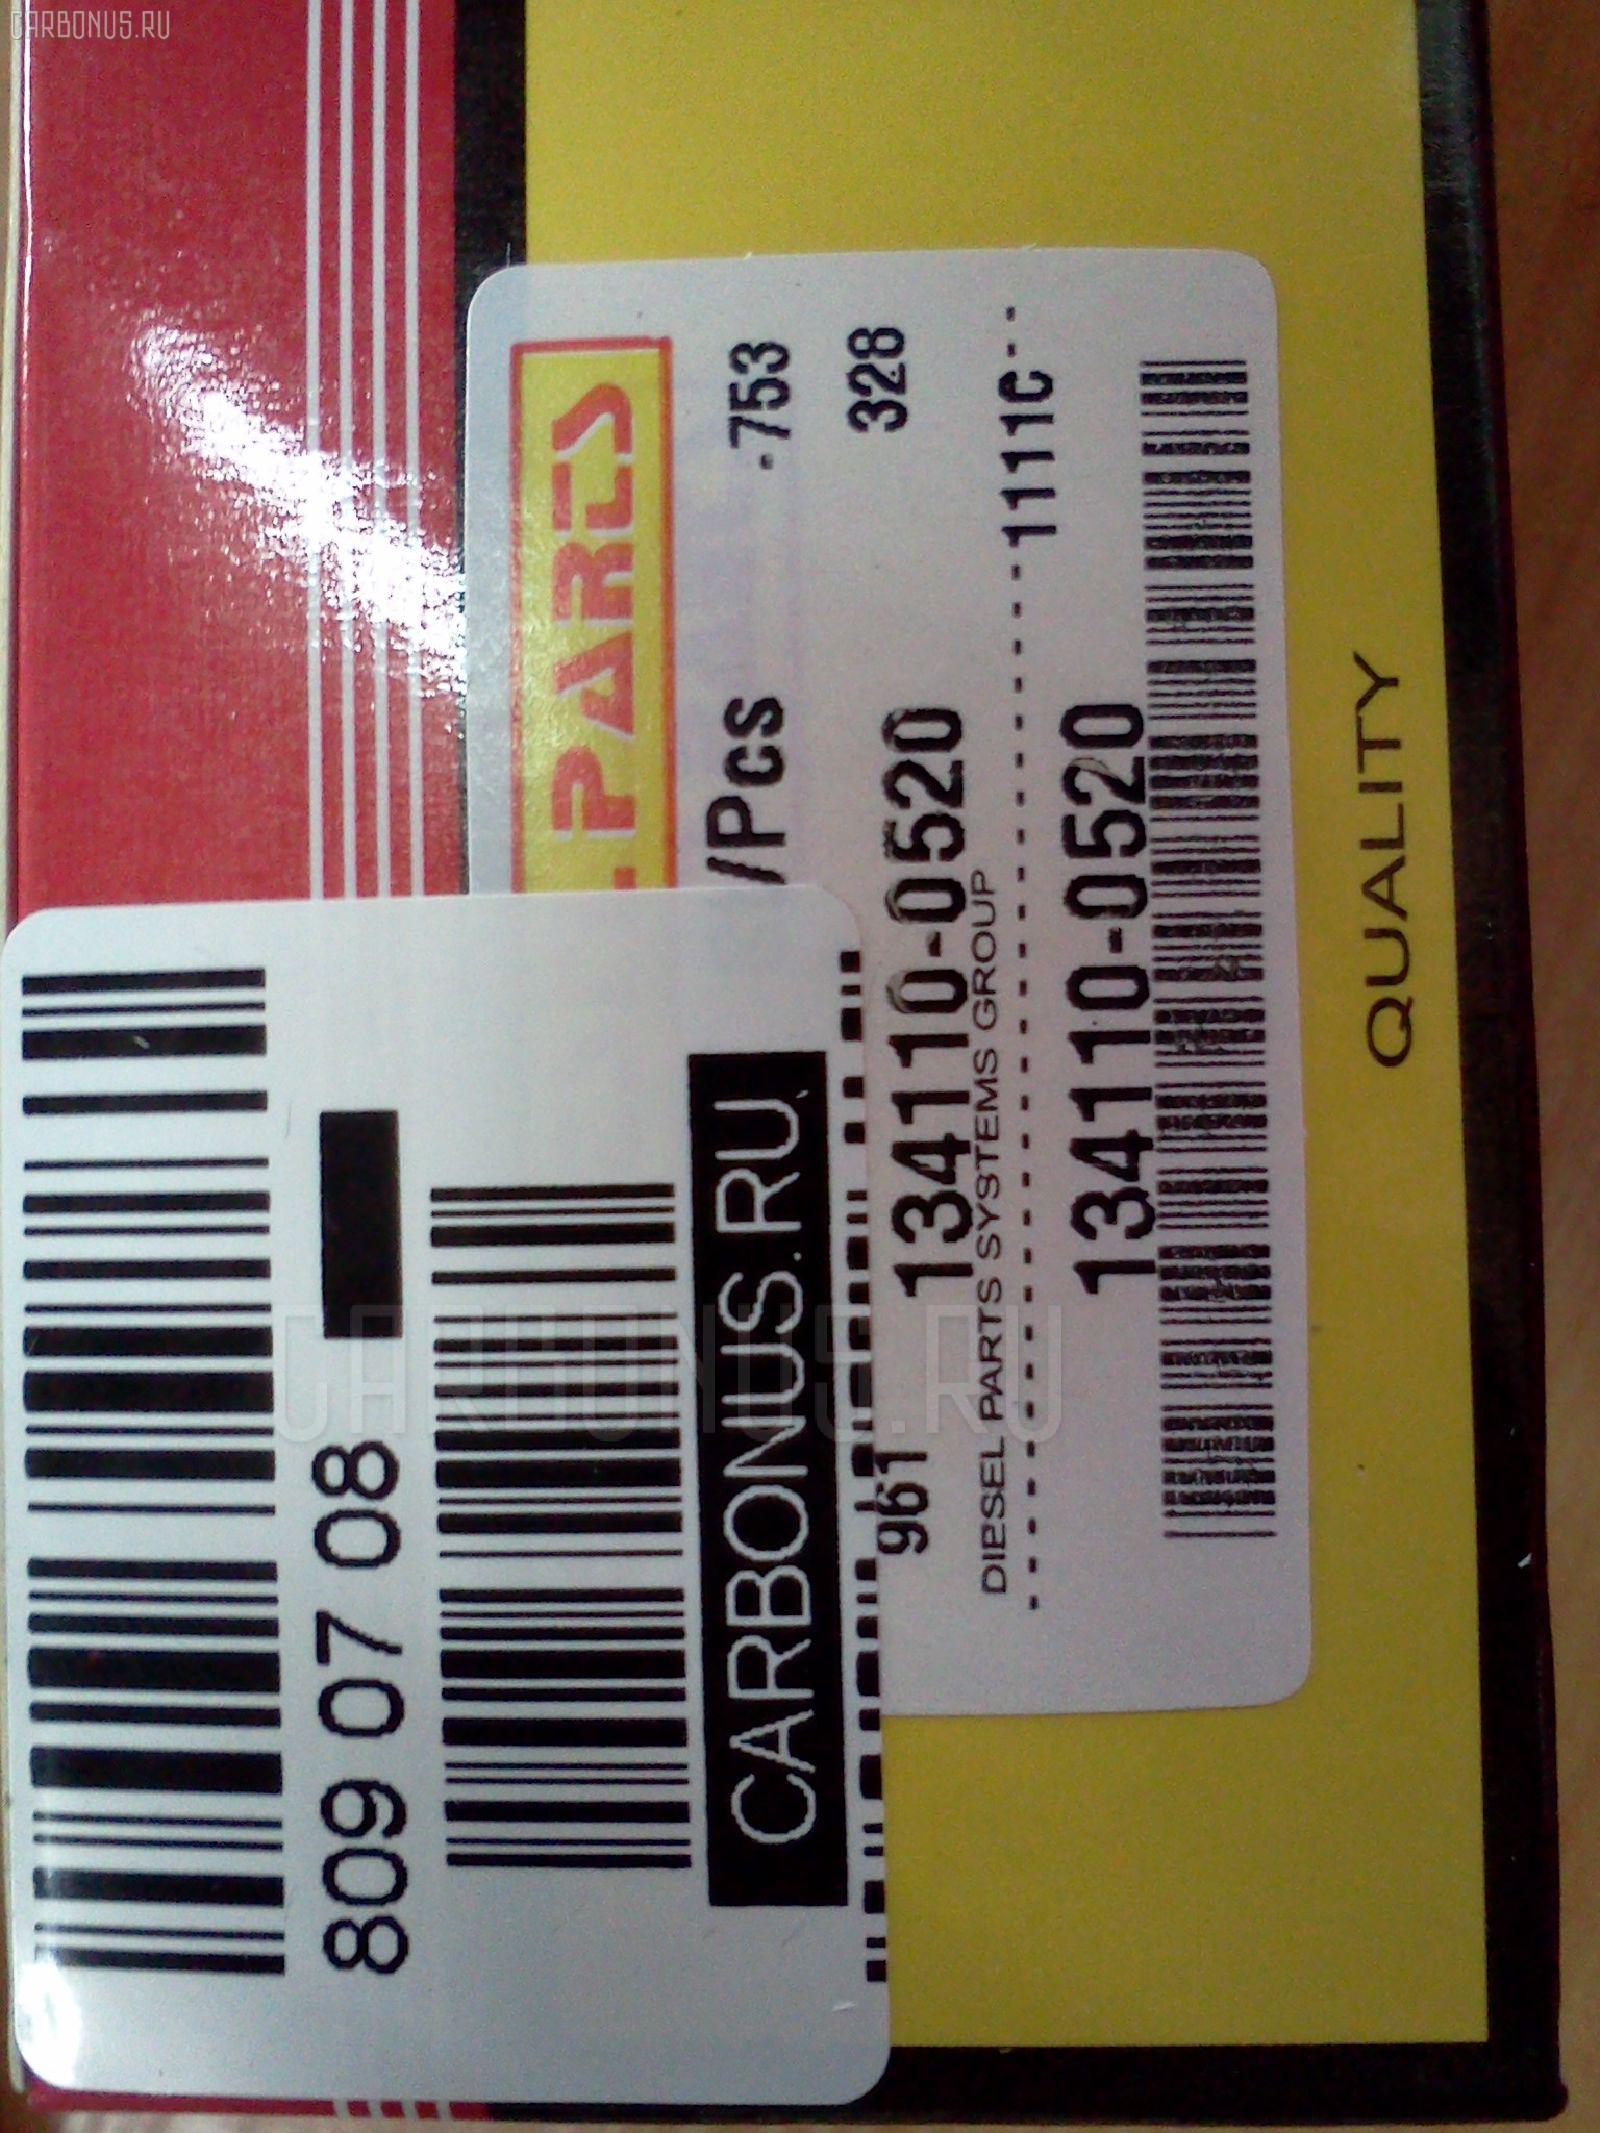 CARBONUS.RU
809 07 08
CARBONUS.RU
PARTS
/Pcs -753
328
961 134110-0520
DIESEL PARTS SYSTEMS GROUP
1111C
134110-0520
QUALITY
CARBONUS.RU